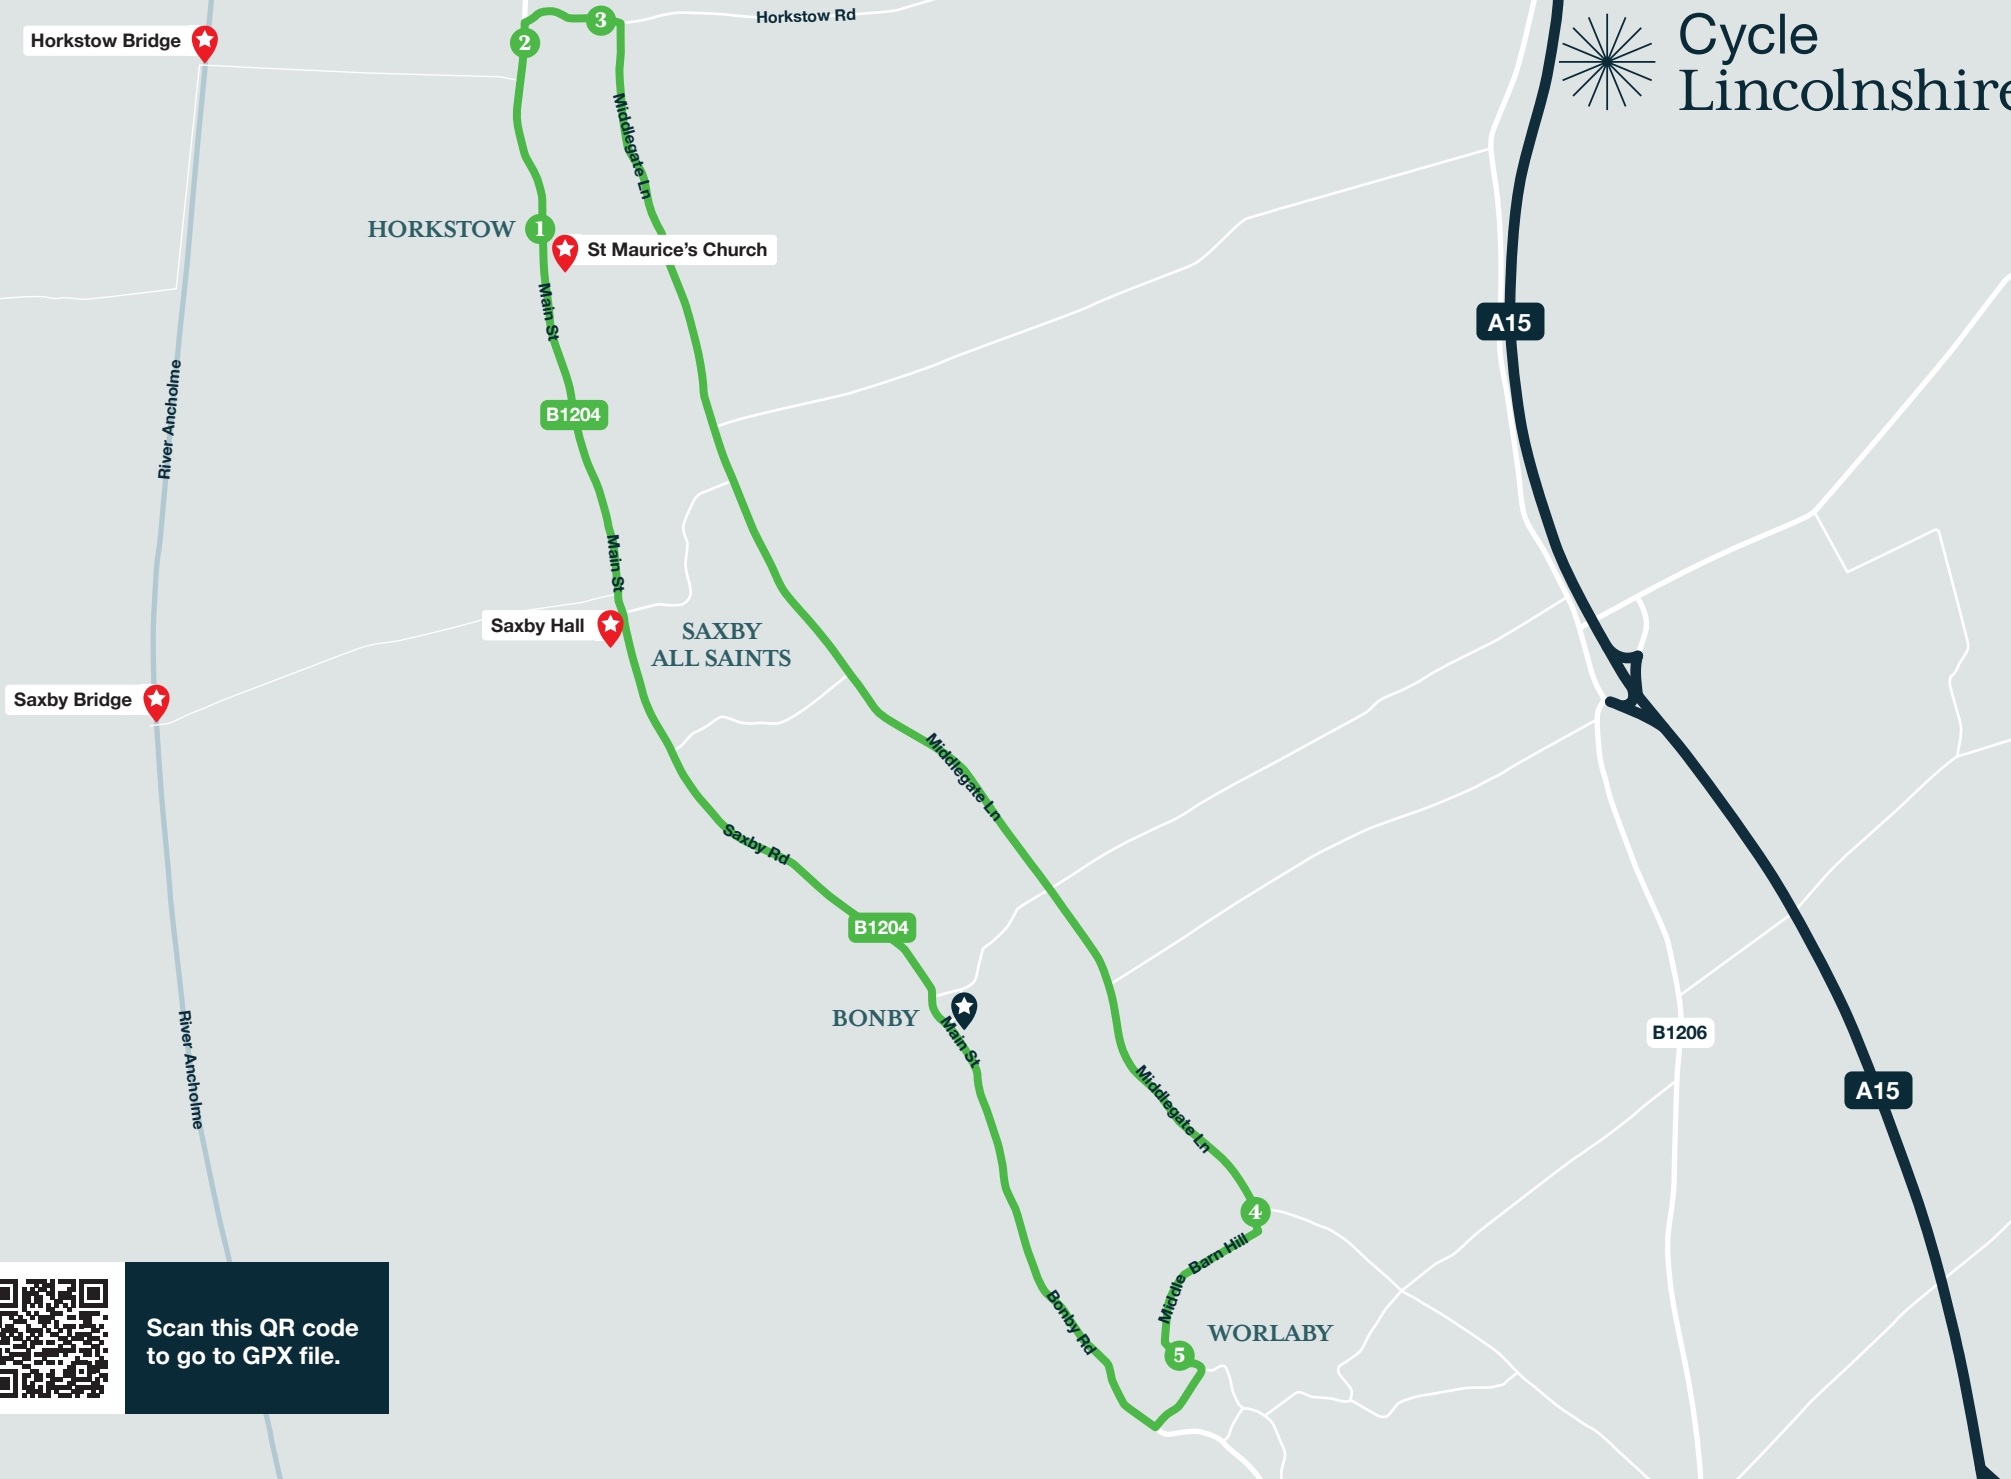 Horkstow Rd
Cycle
Lincolnshire
Horkstow Bridge
2
3
Middlegate Ln
HORKSTOW
1
St Maurice's Church
Main St
A15
B1204
River Ancholme
Main St
Saxby Hall
SAXBY
ALL SAINTS
Saxby Bridge
Middlegate Ln
Saxby Rd
B1204
BONBY
Main St
B1206
River Ancholme
Middlegate Ln
A15
4
Middle Barn Hill
Bonby Rd
WORLABY
5
Scan this QR code
to go to GPX file.